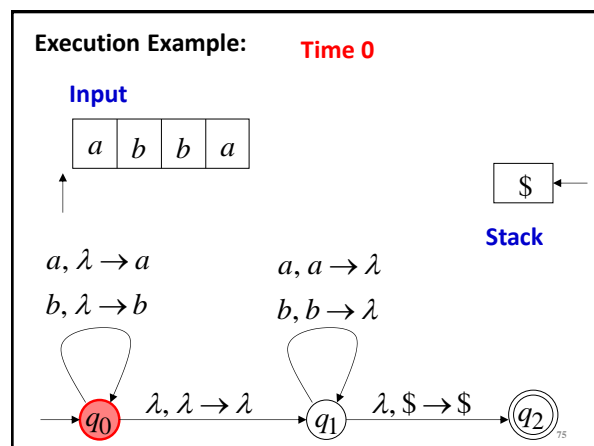 Execution Example: Time 0
Input
a b b a
$
Stack
a, λ → a a, a → λ
b, λ → b b, b → λ
q0 λ, λ → λ q1 λ, $ → $ q2
75